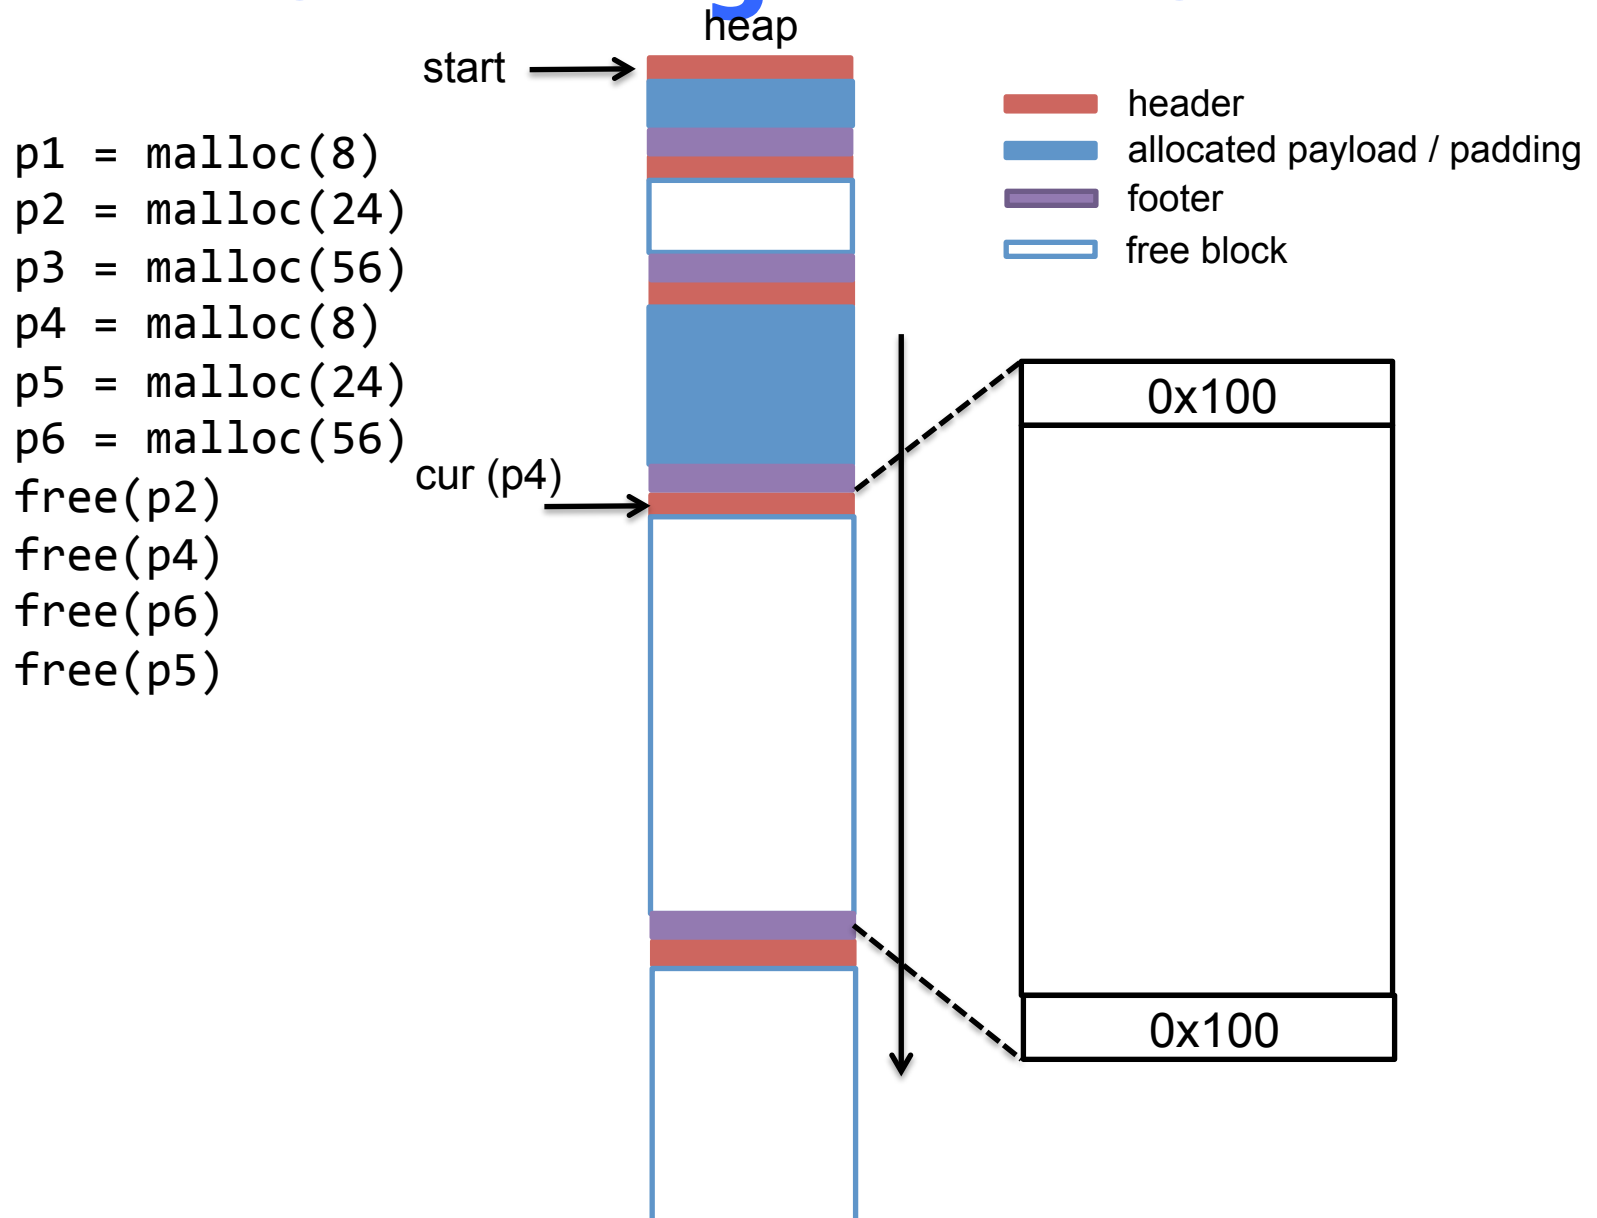 heap
start
header
allocated payload / padding
footer
free block
p1 = malloc(8)
p2 = malloc(24)
p3 = malloc(56)
p4 = malloc(8)
p5 = malloc(24)
p6 = malloc(56)
free(p2)
free(p4)
free(p6)
free(p5)
cur (p4)
0x100
0x100